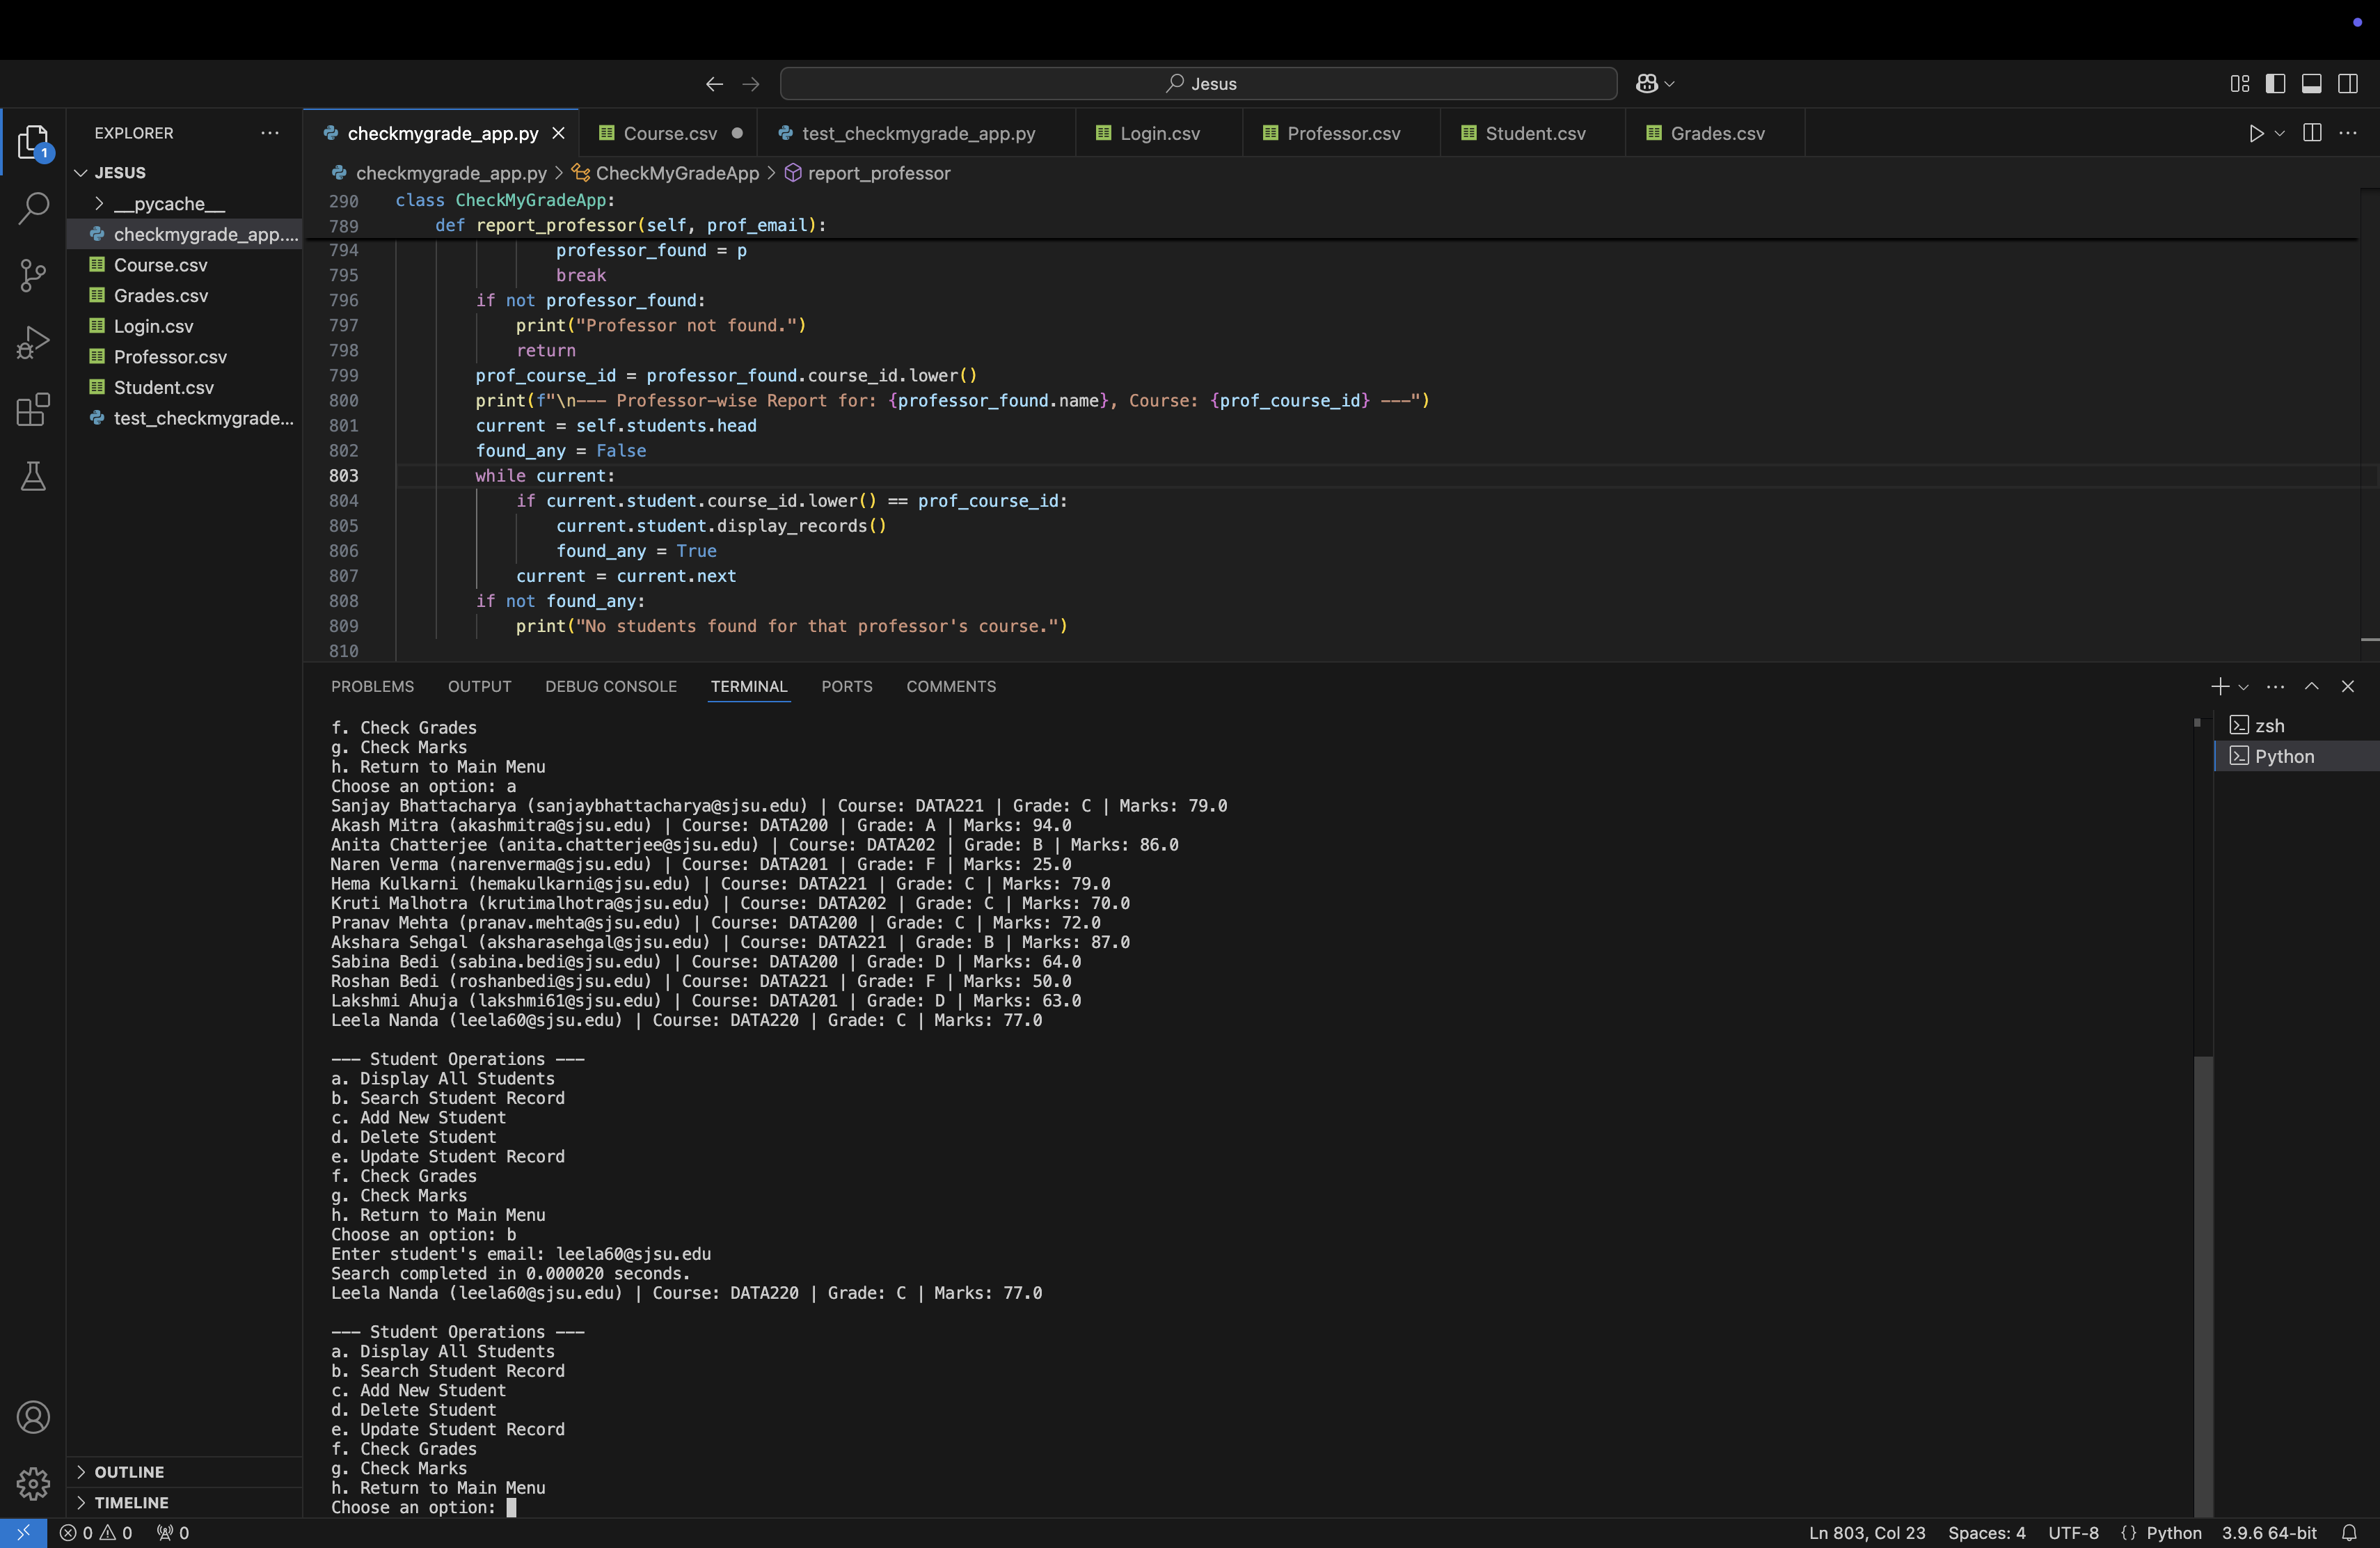 Jesus
EXPLORER
checkmygrade_app.py
Course.csv
test_checkmygrade_app.py
Login.csv
Professor.csv
Student.csv
Grades.csv
1
JESUS
__pycache__
checkmygrade_app....
Course.csv
Grades.csv
Login.csv
Professor.csv
Student.csv
test_checkmygrade...
OUTLINE
TIMELINE
checkmygrade_app.py > CheckMyGradeApp > report_professor
290 class CheckMyGradeApp:
789 def report_professor(self, prof_email):
794 professor_found = p
795 break
796 if not professor_found:
797 print("Professor not found.")
798 return
799 prof_course_id = professor_found.course_id.lower()
800 print(f"\n--- Professor-wise Report for: {professor_found.name}, Course: {prof_course_id} ---")
801 current = self.students.head
802 found_any = False
803 while current:
804 if current.student.course_id.lower() == prof_course_id:
805 current.student.display_records()
806 found_any = True
807 current = current.next
808 if not found_any:
809 print("No students found for that professor's course.")
810
PROBLEMS OUTPUT DEBUG CONSOLE TERMINAL PORTS COMMENTS
zsh
Python
f. Check Grades
g. Check Marks
h. Return to Main Menu
Choose an option: a
Sanjay Bhattacharya (sanjaybhattacharya@sjsu.edu) | Course: DATA221 | Grade: C | Marks: 79.0
Akash Mitra (akashmitra@sjsu.edu) | Course: DATA200 | Grade: A | Marks: 94.0
Anita Chatterjee (anita.chatterjee@sjsu.edu) | Course: DATA202 | Grade: B | Marks: 86.0
Naren Verma (narenverma@sjsu.edu) | Course: DATA201 | Grade: F | Marks: 25.0
Hema Kulkarni (hemakulkarni@sjsu.edu) | Course: DATA221 | Grade: C | Marks: 79.0
Kruti Malhotra (krutimalhotra@sjsu.edu) | Course: DATA202 | Grade: C | Marks: 70.0
Pranav Mehta (pranav.mehta@sjsu.edu) | Course: DATA200 | Grade: C | Marks: 72.0
Akshara Sehgal (aksharasehgal@sjsu.edu) | Course: DATA221 | Grade: B | Marks: 87.0
Sabina Bedi (sabina.bedi@sjsu.edu) | Course: DATA200 | Grade: D | Marks: 64.0
Roshan Bedi (roshanbedi@sjsu.edu) | Course: DATA221 | Grade: F | Marks: 50.0
Lakshmi Ahuja (lakshmi61@sjsu.edu) | Course: DATA201 | Grade: D | Marks: 63.0
Leela Nanda (leela60@sjsu.edu) | Course: DATA220 | Grade: C | Marks: 77.0
--- Student Operations ---
a. Display All Students
b. Search Student Record
c. Add New Student
d. Delete Student
e. Update Student Record
f. Check Grades
g. Check Marks
h. Return to Main Menu
Choose an option: b
Enter student's email: leela60@sjsu.edu
Search completed in 0.000020 seconds.
Leela Nanda (leela60@sjsu.edu) | Course: DATA220 | Grade: C | Marks: 77.0
--- Student Operations ---
a. Display All Students
b. Search Student Record
c. Add New Student
d. Delete Student
e. Update Student Record
f. Check Grades
g. Check Marks
h. Return to Main Menu
Choose an option:
0 0 0
Ln 803, Col 23 Spaces: 4 UTF-8 {} Python 3.9.6 64-bit